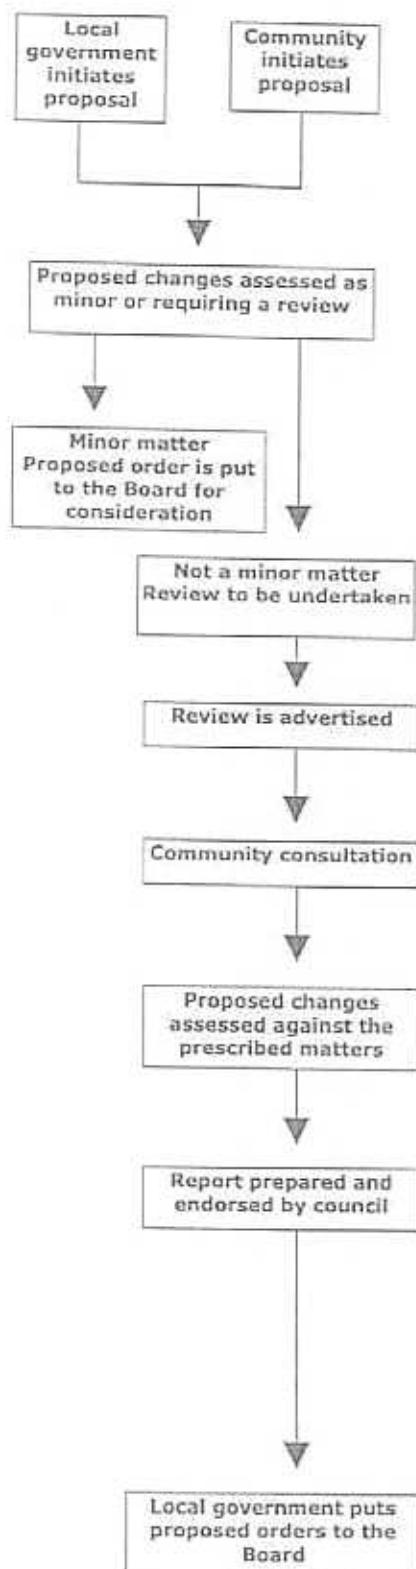 Local
government
initiates
proposal
Community
initiates
proposal
Proposed changes assessed as
minor or requiring a review
Minor matter
Proposed order is put
to the Board for
consideration
Not a minor matter
Review to be undertaken
Review is advertised
Community consultation
Proposed changes
assessed against the
prescribed matters
Report prepared and
endorsed by council
Local government puts
proposed orders to the
Board